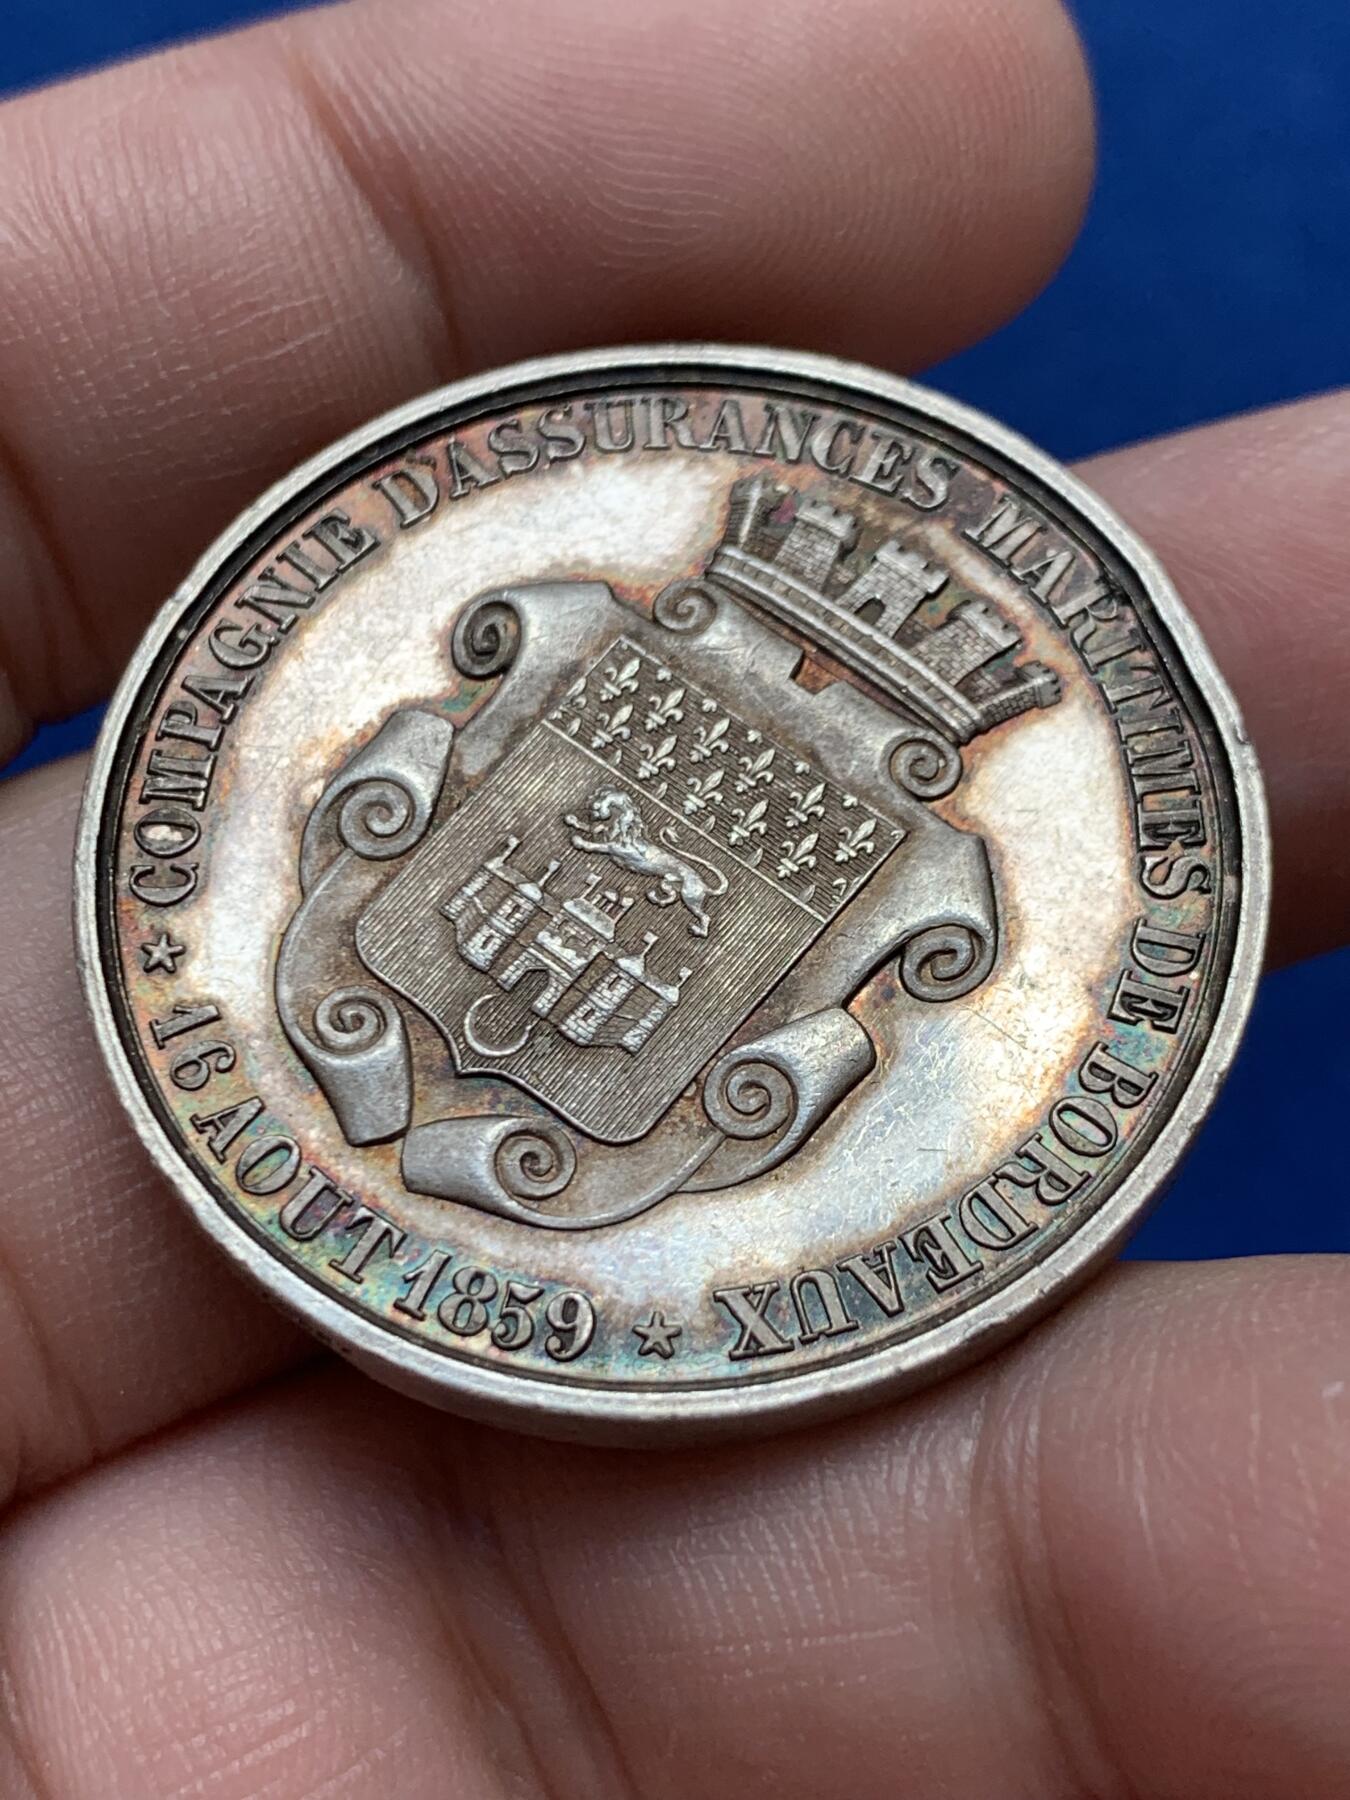 COMPAGNIE D'ASSURANCES MARITIMES DE BORDEAUX
★ 16 AOUT 1859 ★